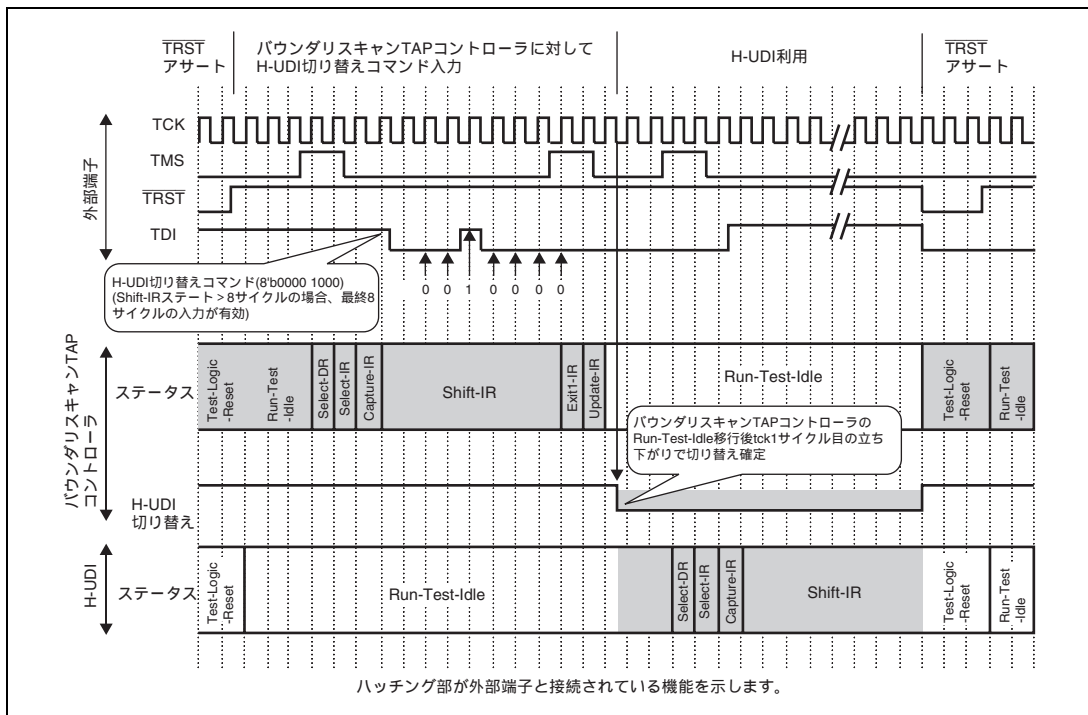 TRST
アサート
バウンダリスキャンTAPコントローラに対して
H-UDI切り替えコマンド入力
H-UDI利用
TRST
アサート
外部端子
TCK
TMS
TRST
TDI
H-UDI切り替えコマンド(8'b0000 1000)
(Shift-IRステート＞8サイクルの場合、最終8
サイクルの入力が有効)
0 0 1 0 0 0 0
バウンダリスキャンTAP
コントローラ
ステータス
Test-Logic
-Reset
Run-Test
-Idle
Select-DR
Select-IR
Capture-IR
Shift-IR
Exit1-IR
Update-IR
Run-Test-Idle
Test-Logic
-Reset
Run-Test
-Idle
バウンダリスキャンTAPコントローラの
Run-Test-Idle移行後tck1サイクル目の立ち
下がりで切り替え確定
H-UDI
切り替え
H-UDI
ステータス
Test-Logic
-Reset
Run-Test-Idle
Select-DR
Select-IR
Capture-IR
Shift-IR
Test-Logic
-Reset
Run-Test
-Idle
ハッチング部が外部端子と接続されている機能を示します。